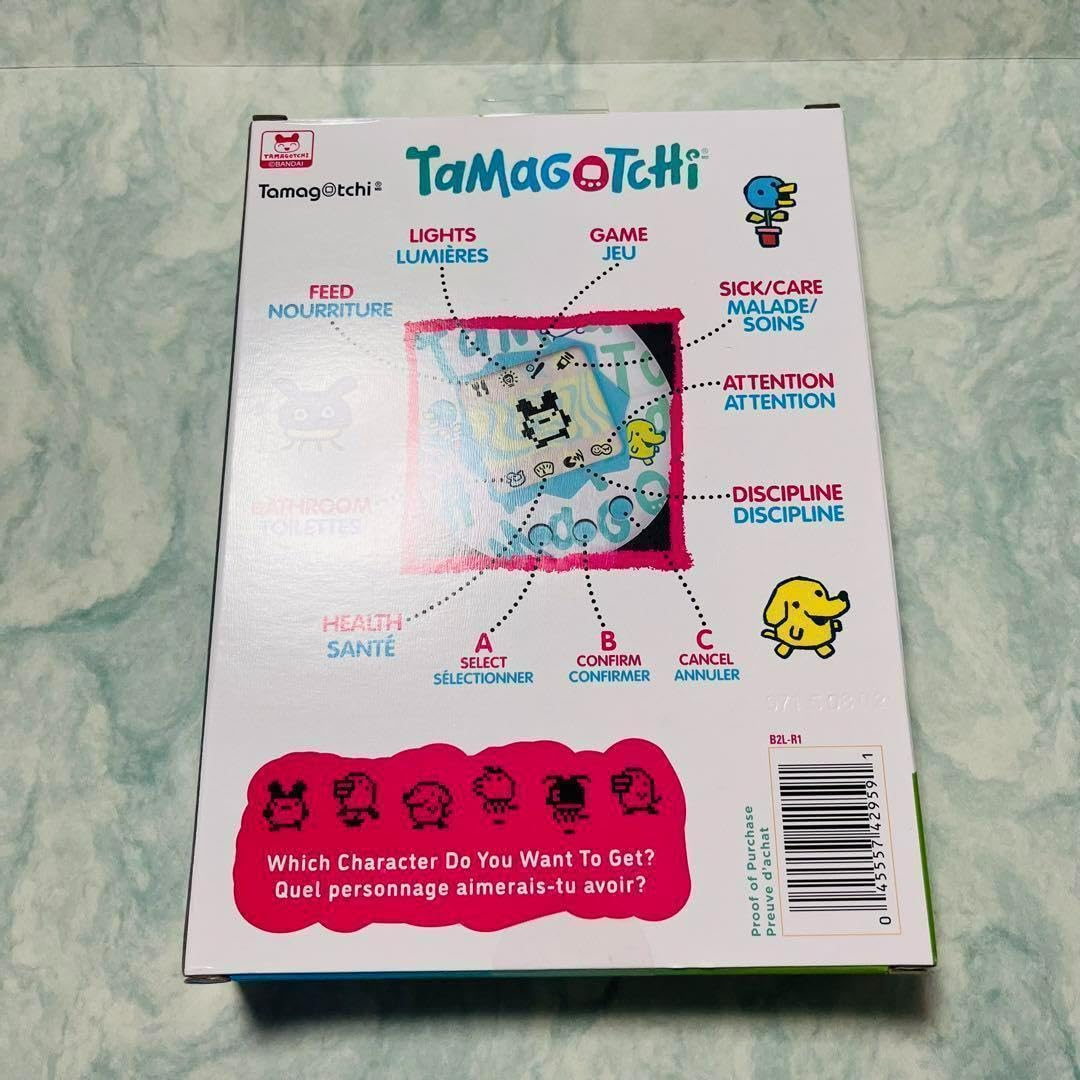 TAMAGOTCHI
©BANDAI
Tamagotchi®
TaMaGoTCHi®
LIGHTS
LUMIÈRES
GAME
JEU
FEED
NOURRITURE
SICK/CARE
MALADE/
SOINS
ATTENTION
ATTENTION
BATHROOM
TOILETTES
DISCIPLINE
DISCIPLINE
HEALTH
SANTÉ
A
SELECT
SÉLECTIONNER
B
CONFIRM
CONFIRMER
C
CANCEL
ANNULER
B2L-R1
Proof of Purchase
Preuve d'achat
0 45557 42959 1
Which Character Do You Want To Get?
Quel personnage aimerais-tu avoir?